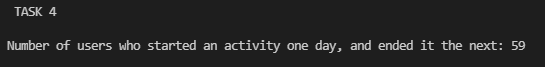 TASK 4
Number of users who started an activity one day, and ended it the next: 59